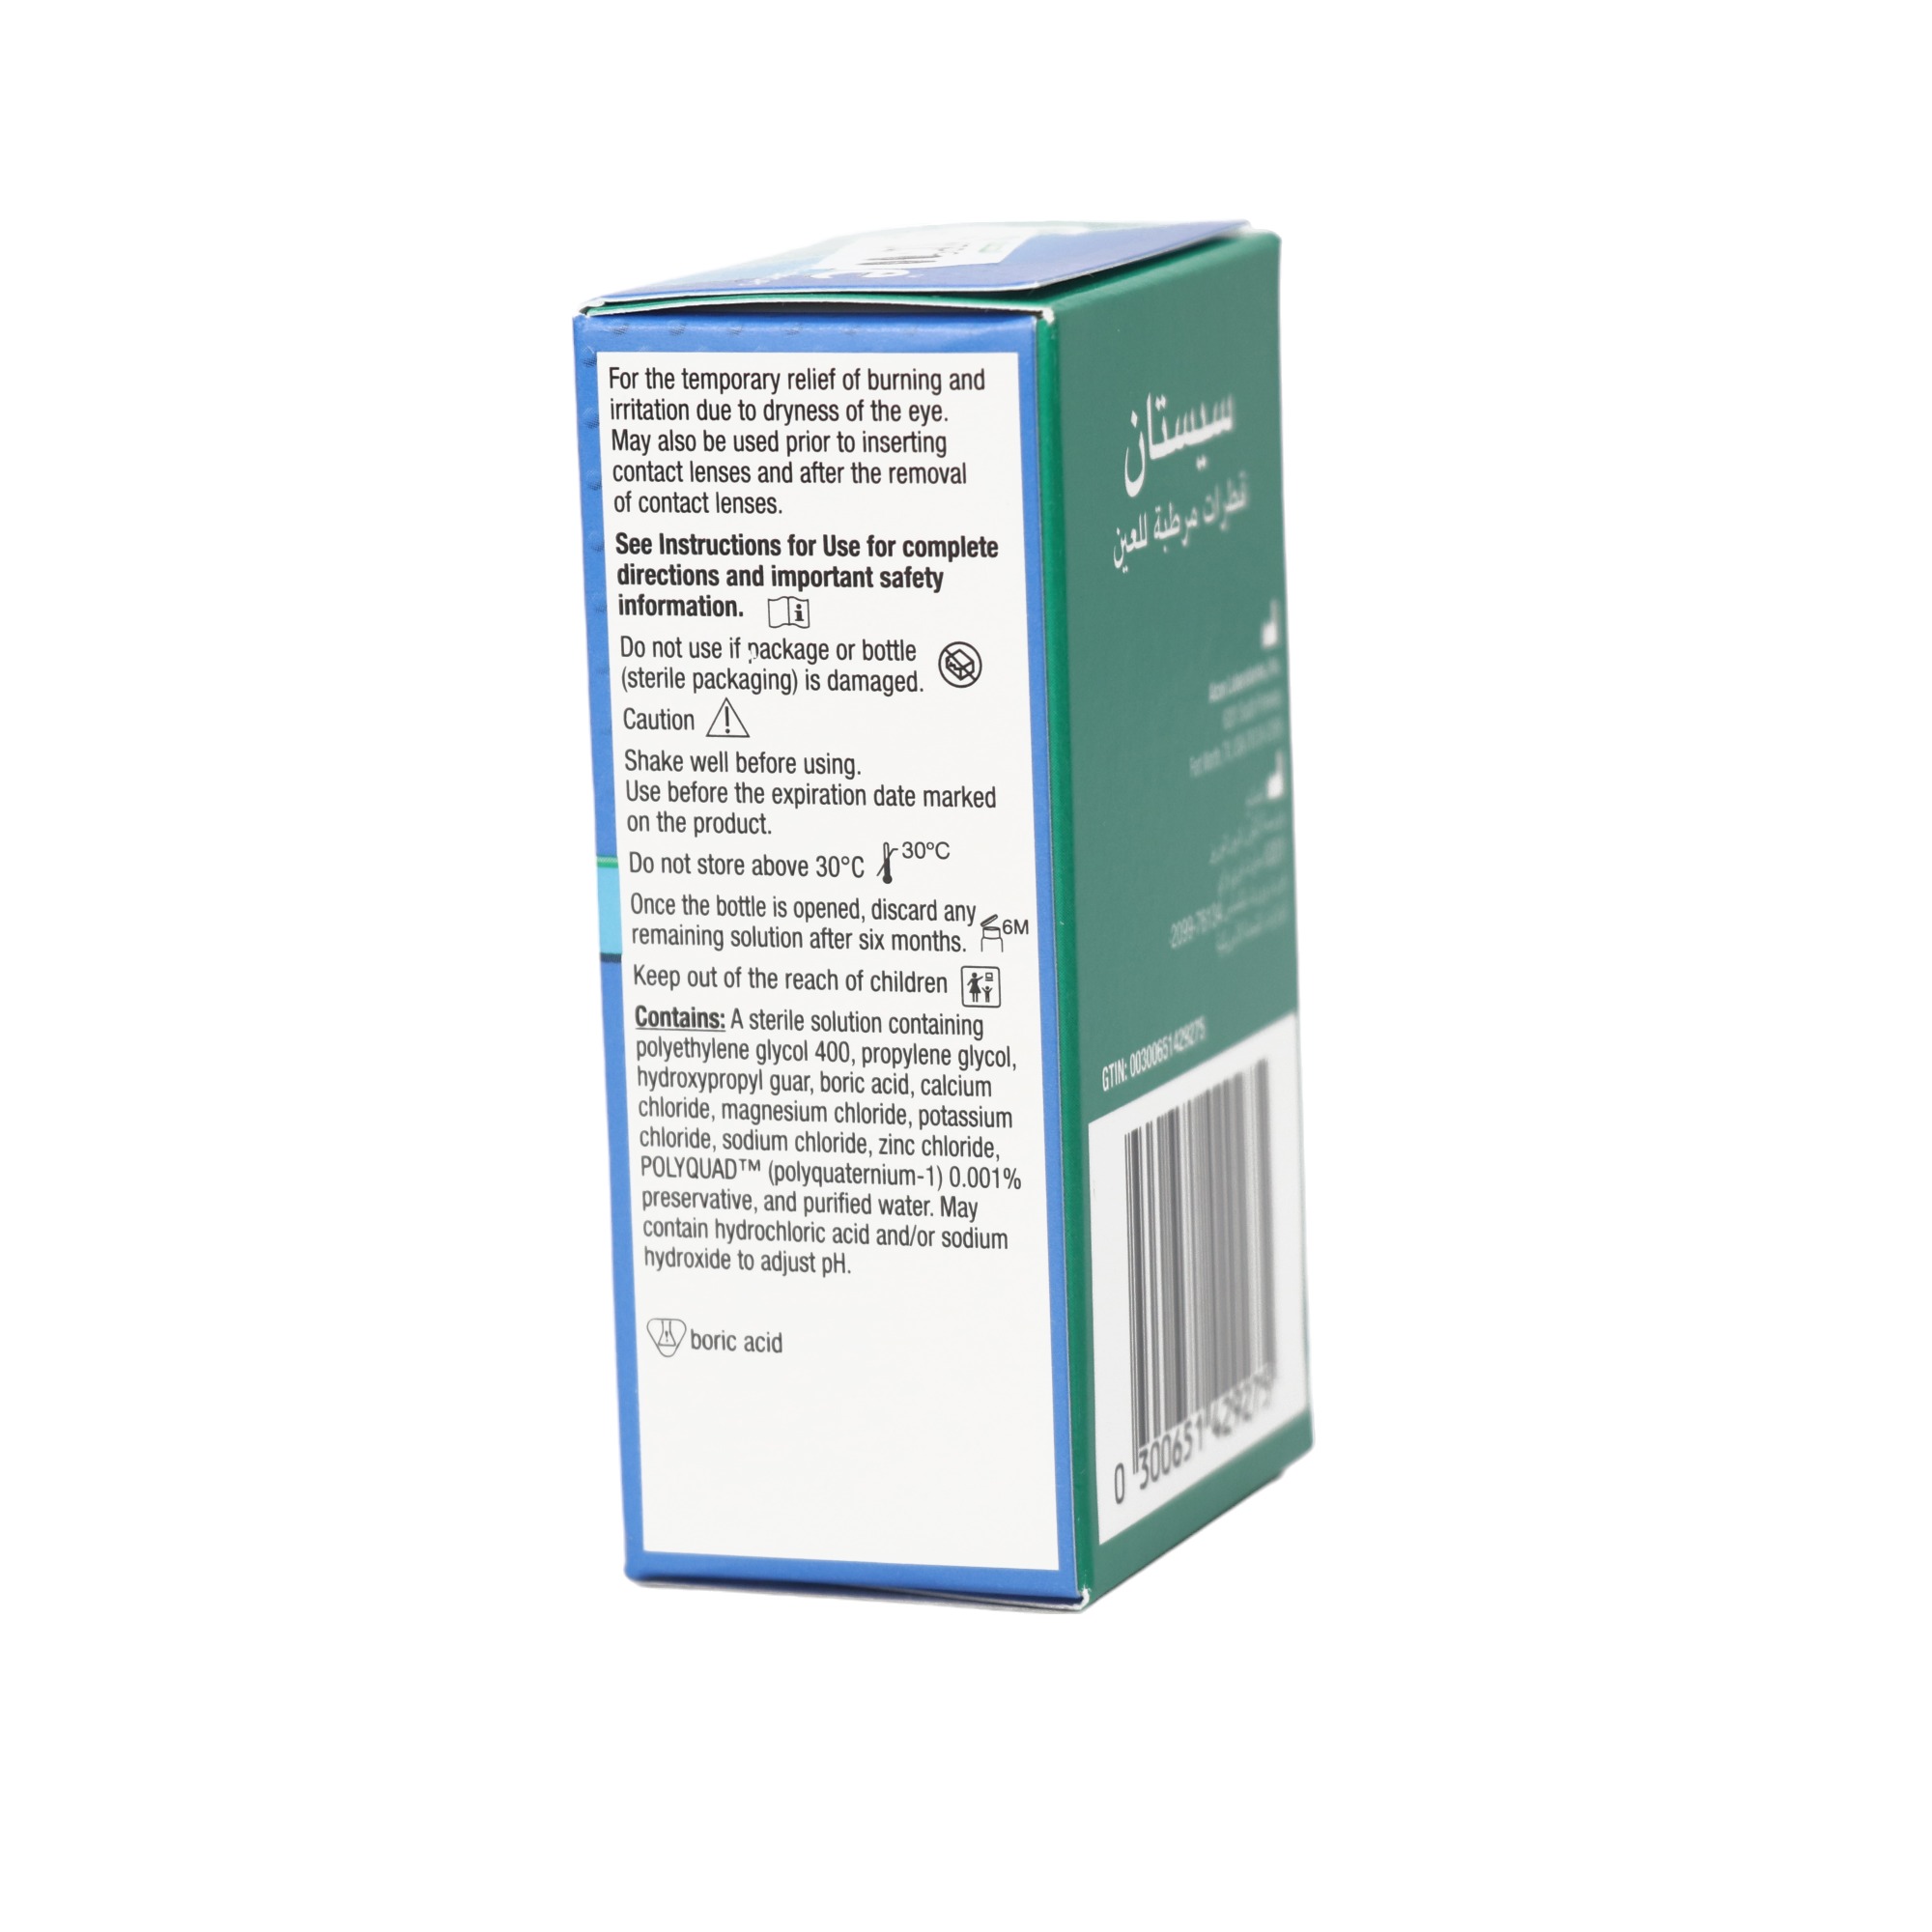 For the temporary relief of burning and
irritation due to dryness of the eye.
May also be used prior to inserting
contact lenses and after the removal
of contact lenses.
See Instructions for Use for complete
directions and important safety
information.
Do not use if package or bottle
(sterile packaging) is damaged.
Caution
Shake well before using.
Use before the expiration date marked
on the product.
Do not store above 30°C 30°C
Once the bottle is opened, discard any
remaining solution after six months. 6M
Keep out of the reach of children
Contains: A sterile solution containing
polyethylene glycol 400, propylene glycol,
hydroxypropyl guar, boric acid, calcium
chloride, magnesium chloride, potassium
chloride, sodium chloride, zinc chloride,
POLYQUAD™ (polyquaternium-1) 0.001%
preservative, and purified water. May
contain hydrochloric acid and/or sodium
hydroxide to adjust pH.
boric acid
سيستان
قطرات مرطبة للعين
Fort Worth, TX
2099-76134
GTIN: 00300651429275
0 300651 429275